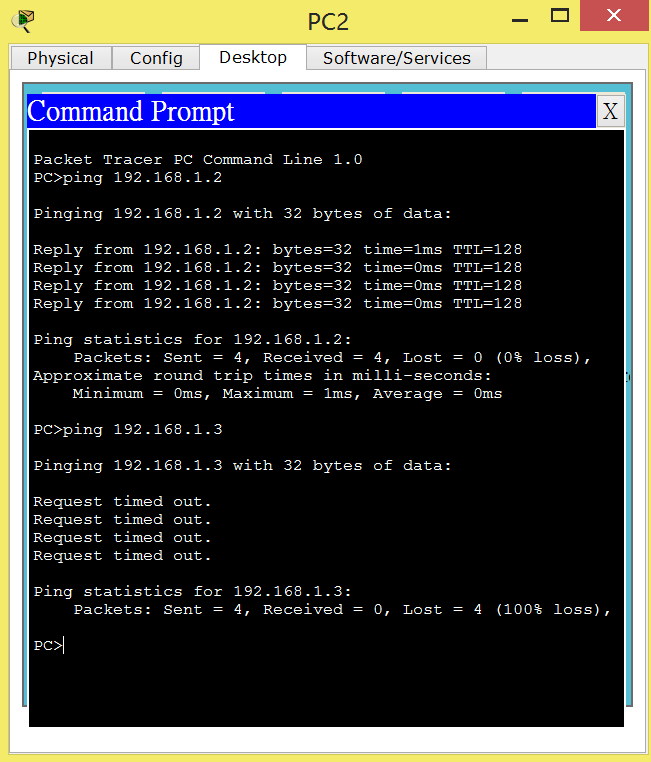 PC2
Physical Config Desktop Software/Services
Command Prompt X
Packet Tracer PC Command Line 1.0
PC>ping 192.168.1.2
Pinging 192.168.1.2 with 32 bytes of data:
Reply from 192.168.1.2: bytes=32 time=1ms TTL=128
Reply from 192.168.1.2: bytes=32 time=0ms TTL=128
Reply from 192.168.1.2: bytes=32 time=0ms TTL=128
Reply from 192.168.1.2: bytes=32 time=0ms TTL=128
Ping statistics for 192.168.1.2:
Packets: Sent = 4, Received = 4, Lost = 0 (0% loss),
Approximate round trip times in milli-seconds:
Minimum = 0ms, Maximum = 1ms, Average = 0ms
PC>ping 192.168.1.3
Pinging 192.168.1.3 with 32 bytes of data:
Request timed out.
Request timed out.
Request timed out.
Request timed out.
Ping statistics for 192.168.1.3:
Packets: Sent = 4, Received = 0, Lost = 4 (100% loss),
PC>